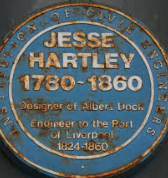 INSTITUTION OF CIVIL ENGINEERS
JESSE
HARTLEY
1780-1860
Designer of Albert Dock
Engineer to the Port
of Liverpool
1824-1860